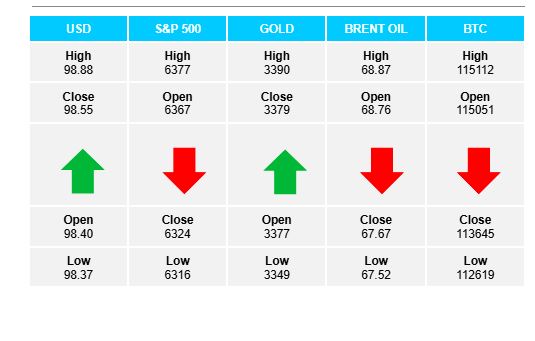 USD S&P 500 GOLD BRENT OIL BTC
High High High High High
98.88 6377 3390 68.87 115112
Close Open Close Open Open
98.55 6367 3379 68.76 115051
Open Close Open Close Close
98.40 6324 3377 67.67 113645
Low Low Low Low Low
98.37 6316 3349 67.52 112619